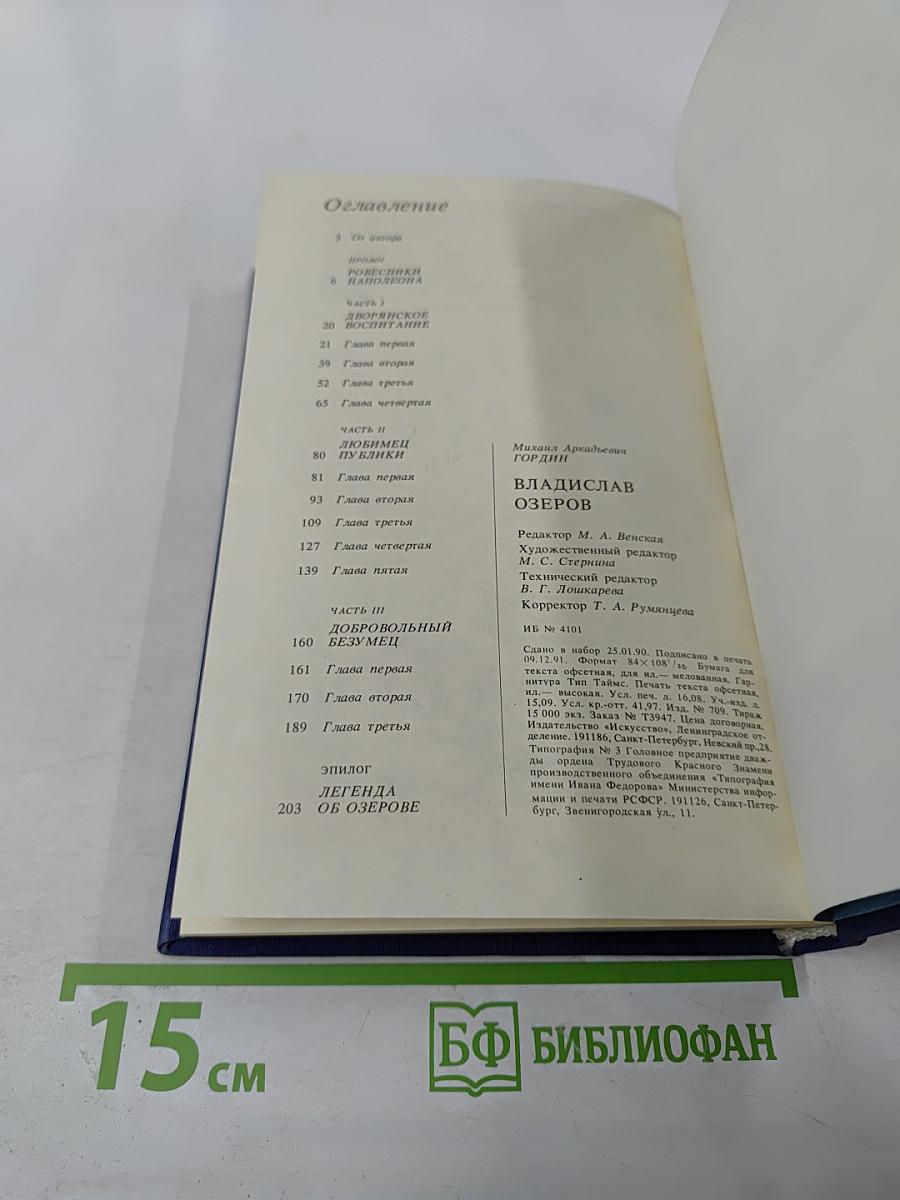 Оглавление
3 От автора
ПРОЛОГ
РОВЕСНИКИ
6 НАПОЛЕОНА
ЧАСТЬ I
ДВОРЯНСКОЕ
20 ВОСПИТАНИЕ
21 Глава первая
39 Глава вторая
52 Глава третья
65 Глава четвертая
ЧАСТЬ II
ЛЮБИМЕЦ
80 ПУБЛИКИ
81 Глава первая
93 Глава вторая
109 Глава третья
127 Глава четвертая
139 Глава пятая
ЧАСТЬ III
ДОБРОВОЛЬНЫЙ
160 БЕЗУМЕЦ
161 Глава первая
170 Глава вторая
189 Глава третья
ЭПИЛОГ
ЛЕГЕНДА
203 ОБ ОЗЕРОВЕ
Михаил Аркадьевич
ГОРДИН
ВЛАДИСЛАВ
ОЗЕРОВ
Редактор М. А. Венская
Художественный редактор
М. С. Стернина
Технический редактор
В. Г. Лошкарева
Корректор Т. А. Румянцева
ИБ № 4101
Сдано в набор 25.01.90. Подписано в печать
09.12.91. Формат 84×108¹/₃₂. Бумага для
текста офсетная, для ил.— мелованная. Гар-
нитура Тип Таймс. Печать текста офсетная,
ил.— высокая. Усл. печ. л. 16,08. Уч.-изд. л.
15,09. Усл. кр.-отт. 41,97. Изд. № 709. Тираж
15 000 экз. Заказ № Т3947. Цена договорная.
Издательство «Искусство», Ленинградское от-
деление. 191186, Санкт-Петербург, Невский пр.,28.
Типография № 3 Головное предприятие дваж-
ды ордена Трудового Красного Знамени
производственного объединения «Типография
имени Ивана Федорова» Министерства инфор-
мации и печати РСФСР. 191126, Санкт-Петер-
бург, Звенигородская ул., 11.
15 см
БФ БИБЛИОФАН